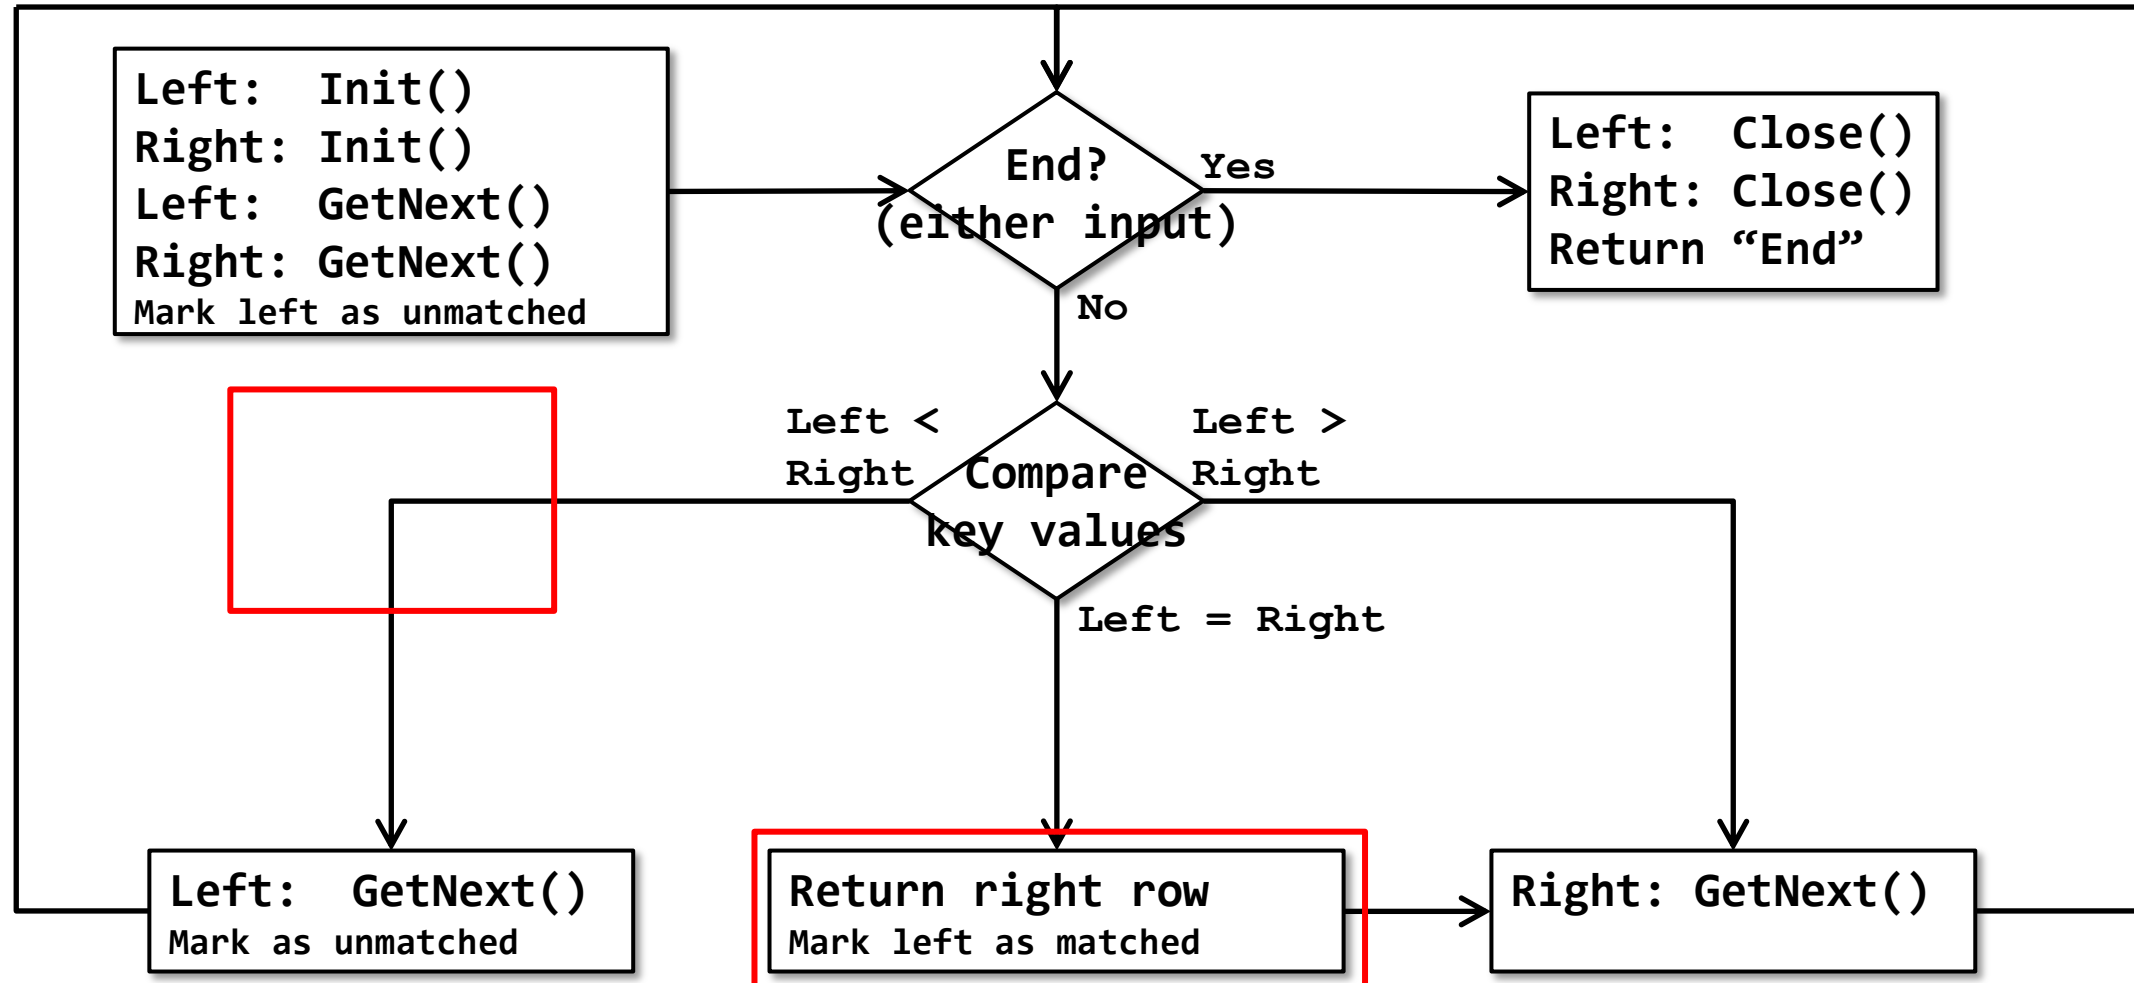 Left:  Init()
Right: Init()
Left:  GetNext()
Right: GetNext()
Mark left as unmatched
End?
(either input)
Yes
No
Left:  Close()
Right: Close()
Return “End”
Left <
Right
Compare
key values
Left >
Right
Left = Right
Left:  GetNext()
Mark as unmatched
Return right row
Mark left as matched
Right: GetNext()